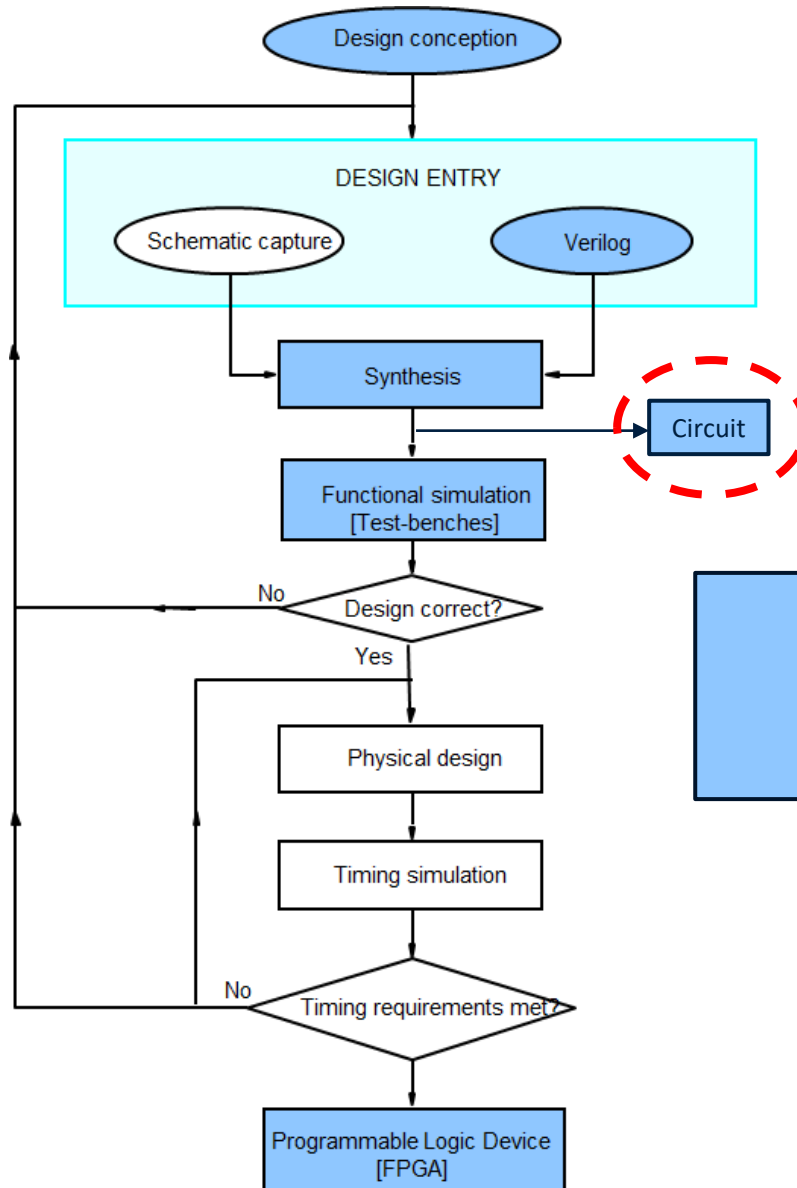 Design conception
DESIGN ENTRY
Schematic capture
Verilog
Synthesis
Circuit
Functional simulation
[Test-benches]
No
Design correct?
Yes
Physical design
Timing simulation
No
Timing requirements met?
Programmable Logic Device
[FPGA]